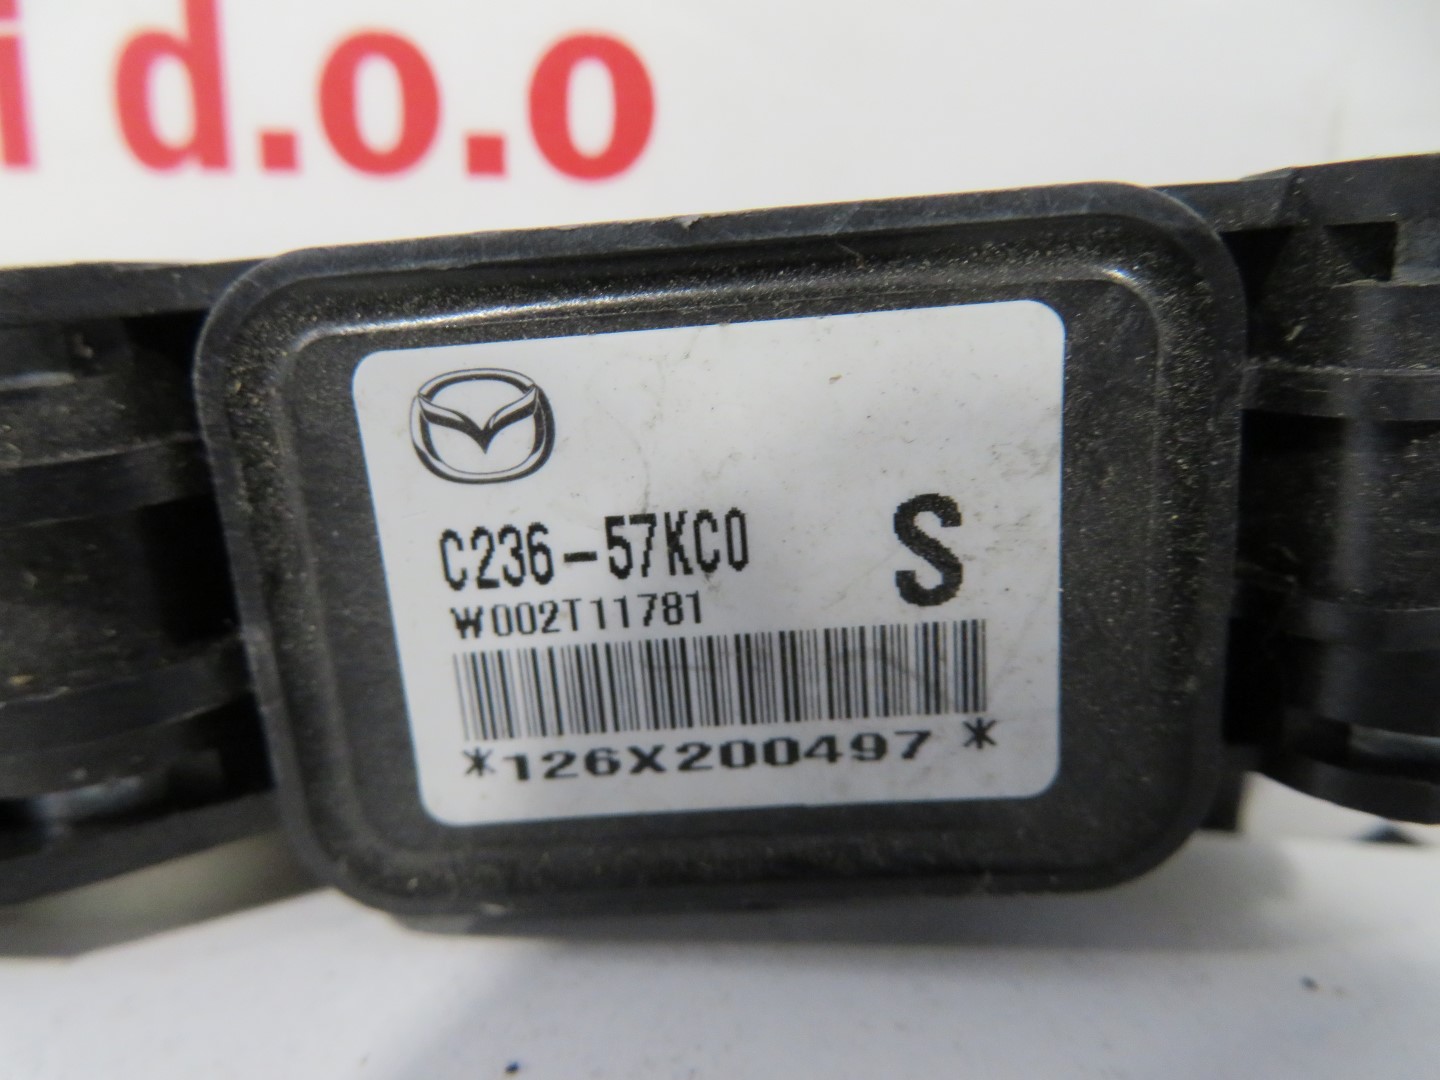 i d.o.o
C236-57KC0
S
W002T11781
*126X200497*